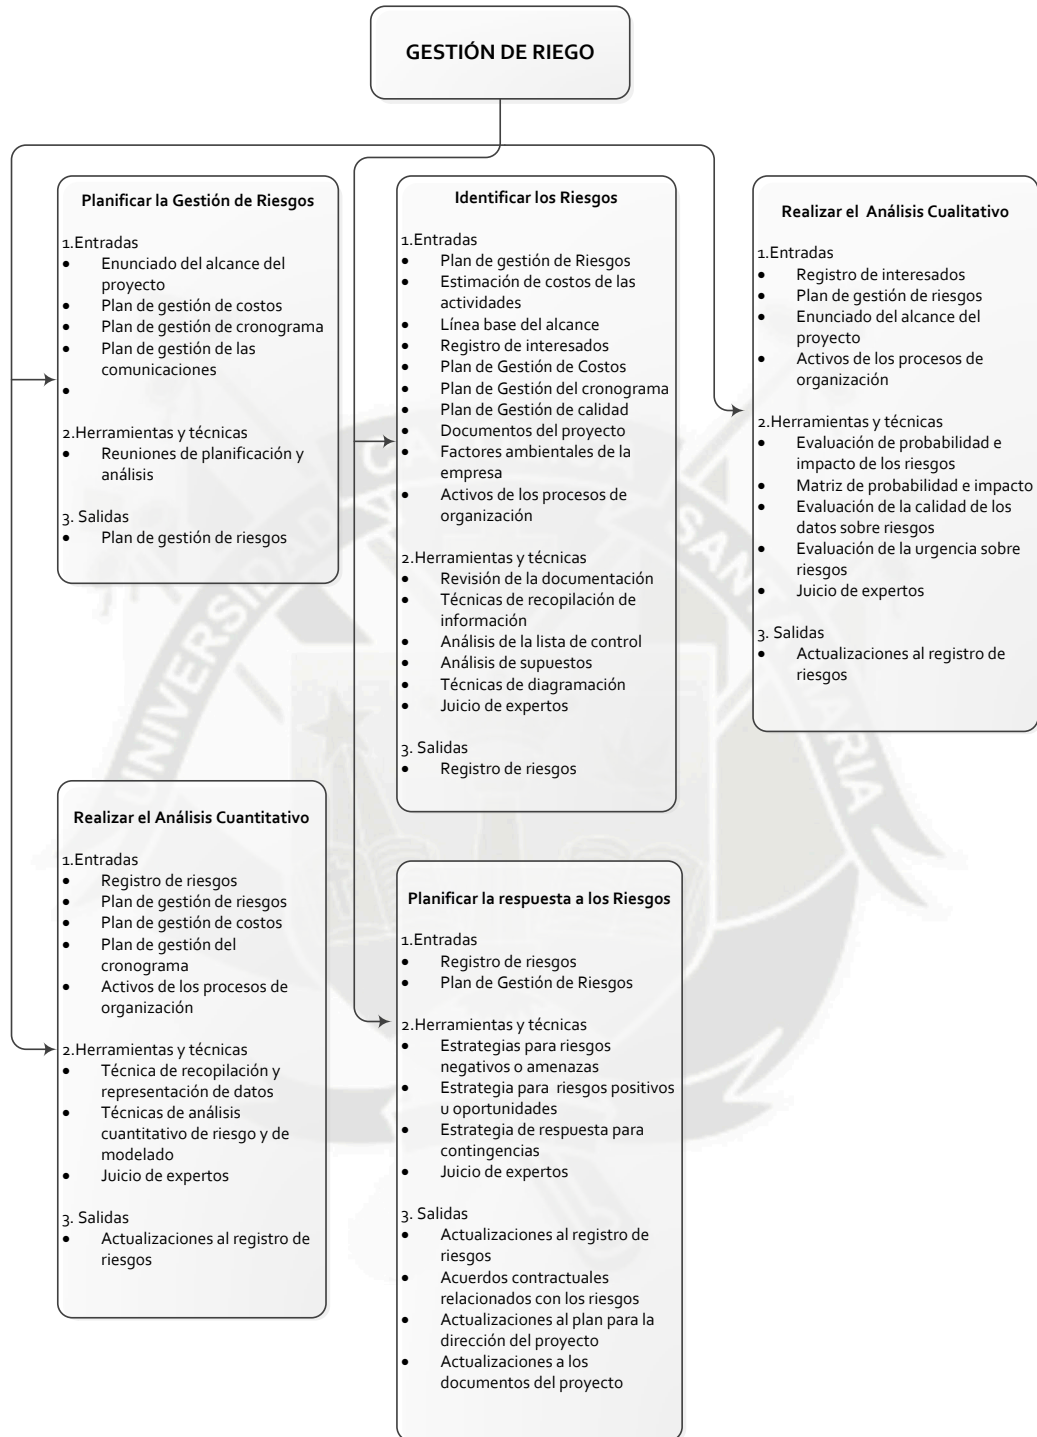 GESTIÓN DE RIEGO
Planificar la Gestión de Riesgos
1.Entradas
• Enunciado del alcance del
proyecto
• Plan de gestión de costos
• Plan de gestión de cronograma
• Plan de gestión de las
comunicaciones
•
2.Herramientas y técnicas
• Reuniones de planificación y
análisis
3. Salidas
• Plan de gestión de riesgos
Identificar los Riesgos
1.Entradas
• Plan de gestión de Riesgos
• Estimación de costos de las
actividades
• Línea base del alcance
• Registro de interesados
• Plan de Gestión de Costos
• Plan de Gestión del cronograma
• Plan de Gestión de calidad
• Documentos del proyecto
• Factores ambientales de la
empresa
• Activos de los procesos de
organización
2.Herramientas y técnicas
• Revisión de la documentación
• Técnicas de recopilación de
información
• Análisis de la lista de control
• Análisis de supuestos
• Técnicas de diagramación
• Juicio de expertos
3. Salidas
• Registro de riesgos
Realizar el Análisis Cualitativo
1.Entradas
• Registro de interesados
• Plan de gestión de riesgos
• Enunciado del alcance del
proyecto
• Activos de los procesos de
organización
2.Herramientas y técnicas
• Evaluación de probabilidad e
impacto de los riesgos
• Matriz de probabilidad e impacto
• Evaluación de la calidad de los
datos sobre riesgos
• Evaluación de la urgencia sobre
riesgos
• Juicio de expertos
3. Salidas
• Actualizaciones al registro de
riesgos
Realizar el Análisis Cuantitativo
1.Entradas
• Registro de riesgos
• Plan de gestión de riesgos
• Plan de gestión de costos
• Plan de gestión del
cronograma
• Activos de los procesos de
organización
2.Herramientas y técnicas
• Técnica de recopilación y
representación de datos
• Técnicas de análisis
cuantitativo de riesgo y de
modelado
• Juicio de expertos
3. Salidas
• Actualizaciones al registro de
riesgos
Planificar la respuesta a los Riesgos
1.Entradas
• Registro de riesgos
• Plan de Gestión de Riesgos
2.Herramientas y técnicas
• Estrategias para riesgos
negativos o amenazas
• Estrategia para riesgos positivos
u oportunidades
• Estrategia de respuesta para
contingencias
• Juicio de expertos
3. Salidas
• Actualizaciones al registro de
riesgos
• Acuerdos contractuales
relacionados con los riesgos
• Actualizaciones al plan para la
dirección del proyecto
• Actualizaciones a los
documentos del proyecto
UNIVERSIDAD